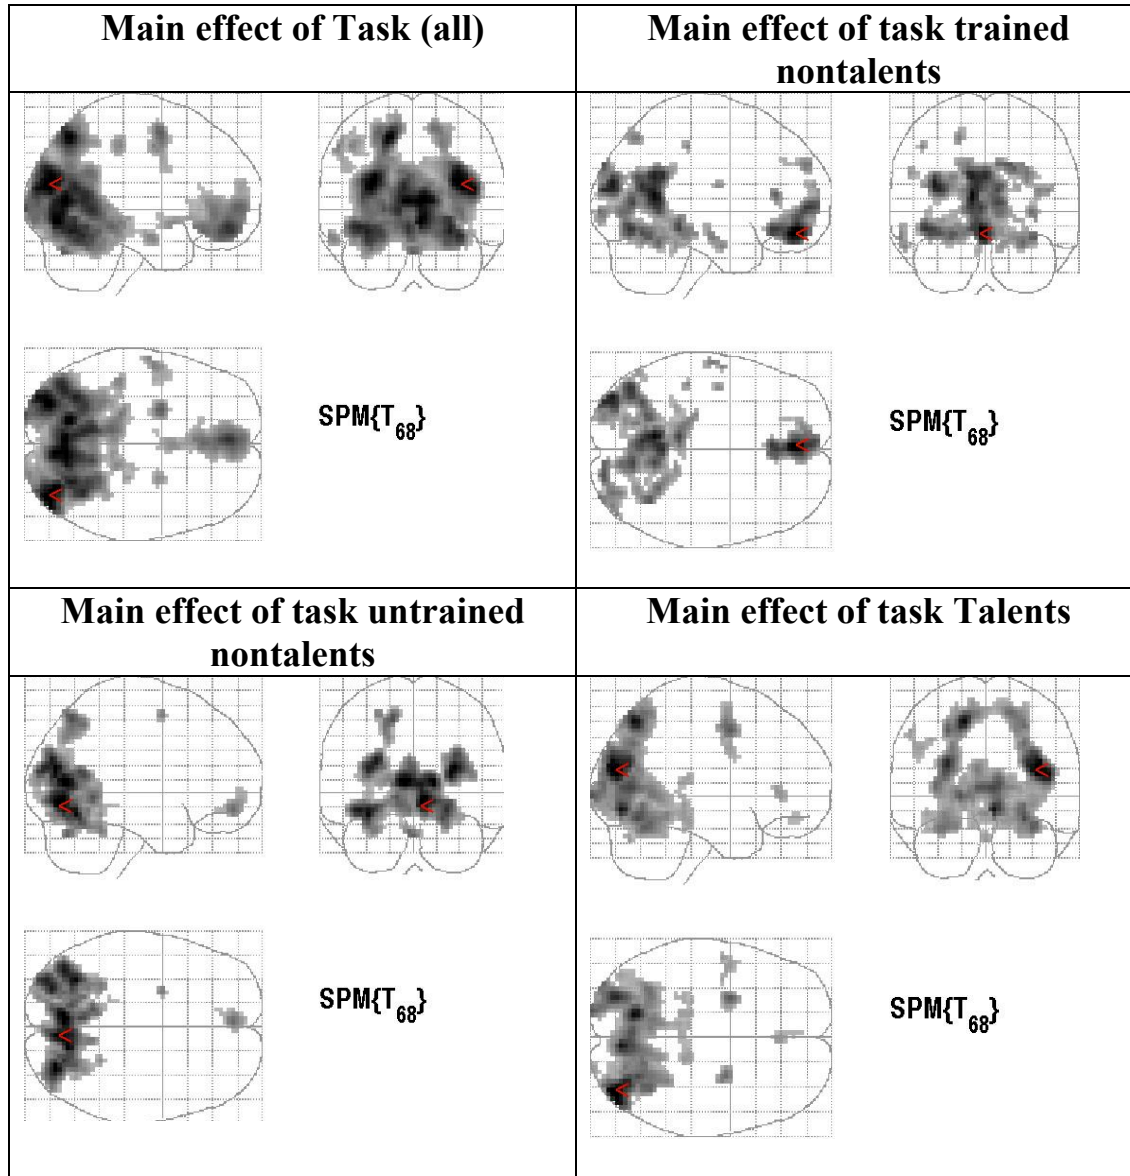 Main effect of Task (all)
Main effect of task trained
nontalents
SPM{T68}
SPM{T68}
Main effect of task untrained
nontalents
Main effect of task Talents
SPM{T68}
SPM{T68}